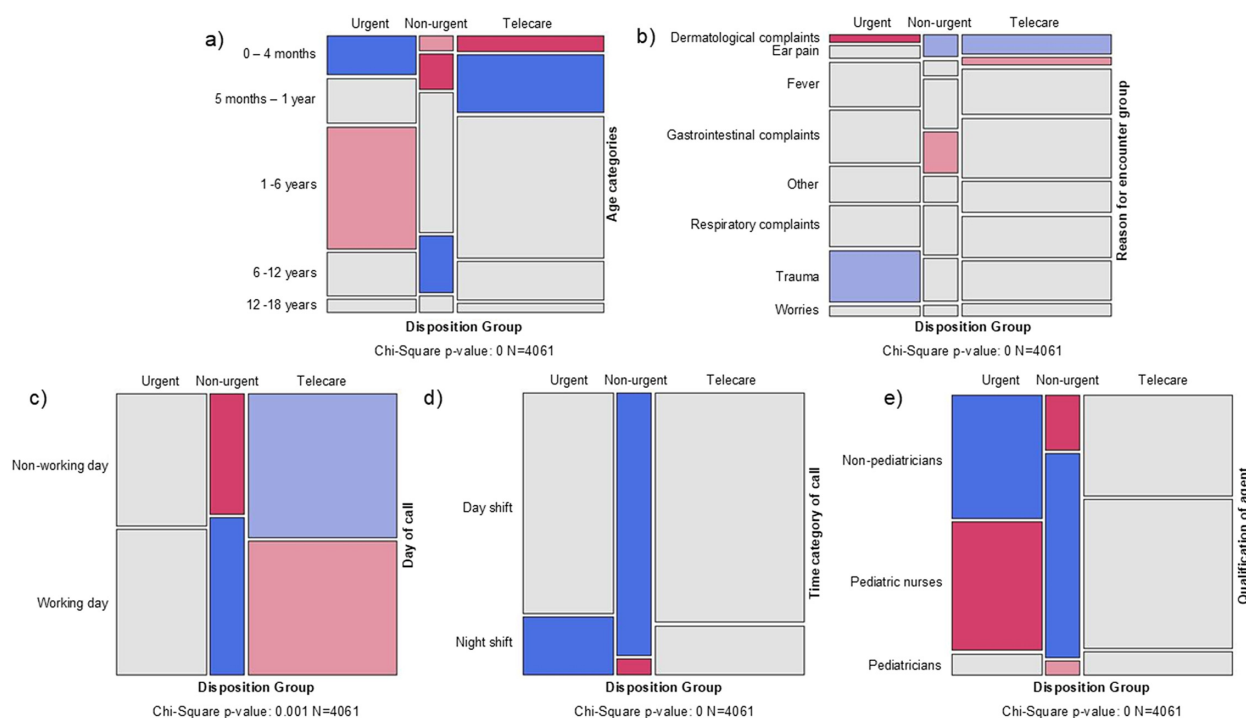 a)
Urgent Non-urgent Telecare
0 – 4 months
5 months – 1 year
1 -6 years
6 -12 years
12 -18 years
Age categories
Disposition Group
Chi-Square p-value: 0 N=4061
b)
Urgent Non-urgent Telecare
Dermatological complaints
Ear pain
Fever
Gastrointestinal complaints
Other
Respiratory complaints
Trauma
Worries
Reason for encounter group
Disposition Group
Chi-Square p-value: 0 N=4061
c)
Urgent Non-urgent Telecare
Non-working day
Working day
Day of call
Disposition Group
Chi-Square p-value: 0.001 N=4061
d)
Urgent Non-urgent Telecare
Day shift
Night shift
Time category of call
Disposition Group
Chi-Square p-value: 0 N=4061
e)
Urgent Non-urgent Telecare
Non-pediatricians
Pediatric nurses
Pediatricians
Qualification of agent
Disposition Group
Chi-Square p-value: 0 N=4061